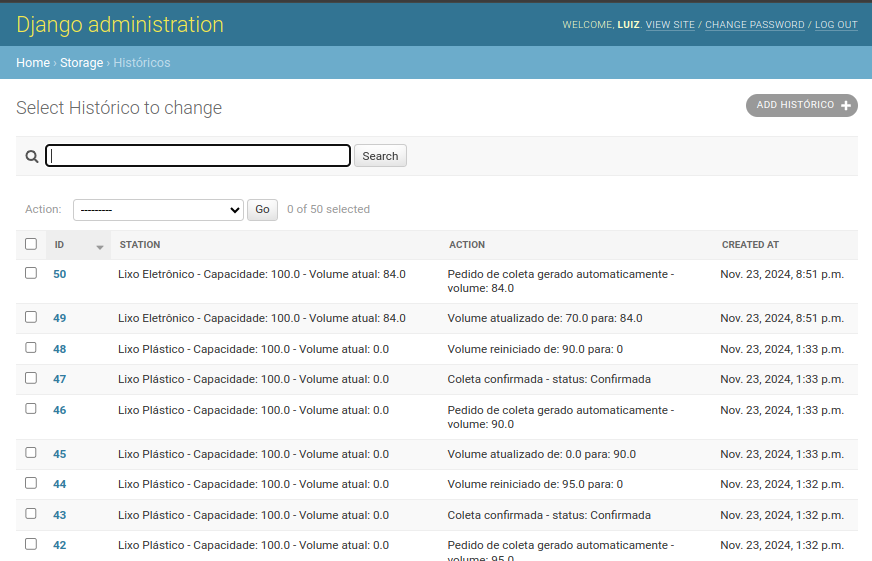 Django administration
WELCOME, LUIZ. VIEW SITE / CHANGE PASSWORD / LOG OUT
Home › Storage › Históricos
Select Histórico to change
ADD HISTÓRICO +
Search
Action: --------- Go 0 of 50 selected
ID STATION ACTION CREATED AT
50 Lixo Eletrônico - Capacidade: 100.0 - Volume atual: 84.0 Pedido de coleta gerado automaticamente - Nov. 23, 2024, 8:51 p.m.
volume: 84.0
49 Lixo Eletrônico - Capacidade: 100.0 - Volume atual: 84.0 Volume atualizado de: 70.0 para: 84.0 Nov. 23, 2024, 8:51 p.m.
48 Lixo Plástico - Capacidade: 100.0 - Volume atual: 0.0 Volume reiniciado de: 90.0 para: 0 Nov. 23, 2024, 1:33 p.m.
47 Lixo Plástico - Capacidade: 100.0 - Volume atual: 0.0 Coleta confirmada - status: Confirmada Nov. 23, 2024, 1:33 p.m.
46 Lixo Plástico - Capacidade: 100.0 - Volume atual: 0.0 Pedido de coleta gerado automaticamente - Nov. 23, 2024, 1:33 p.m.
volume: 90.0
45 Lixo Plástico - Capacidade: 100.0 - Volume atual: 0.0 Volume atualizado de: 0.0 para: 90.0 Nov. 23, 2024, 1:33 p.m.
44 Lixo Plástico - Capacidade: 100.0 - Volume atual: 0.0 Volume reiniciado de: 95.0 para: 0 Nov. 23, 2024, 1:32 p.m.
43 Lixo Plástico - Capacidade: 100.0 - Volume atual: 0.0 Coleta confirmada - status: Confirmada Nov. 23, 2024, 1:32 p.m.
42 Lixo Plástico - Capacidade: 100.0 - Volume atual: 0.0 Pedido de coleta gerado automaticamente - Nov. 23, 2024, 1:32 p.m.
volume: 95.0